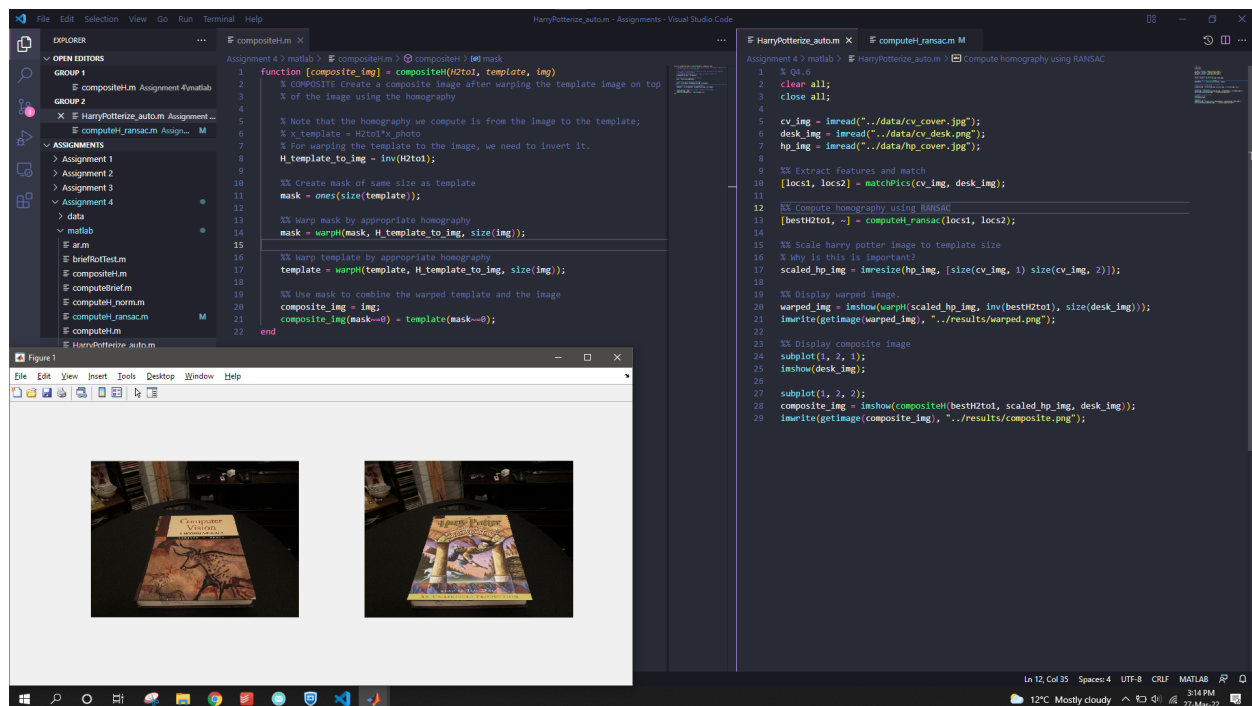 File Edit Selection View Go Run Terminal Help
HarryPotterize_auto.m - Assignments - Visual Studio Code
EXPLORER
OPEN EDITORS
GROUP 1
compositeH.m Assignment 4\matlab
GROUP 2
HarryPotterize_auto.m Assignment ...
computeH_ransac.m Assign... M
ASSIGNMENTS
Assignment 1
Assignment 2
Assignment 3
Assignment 4
data
matlab
ar.m
briefRotTest.m
compositeH.m
computeBrief.m
computeH_norm.m
computeH_ransac.m M
computeH.m
HarryPotterize_auto.m
compositeH.m
Assignment 4 > matlab > compositeH.m > compositeH > mask
1 function [composite_img] = compositeH(H2to1, template, img)
2 % COMPOSITE Create a composite image after warping the template image on top
3 % of the image using the homography
4
5 % Note that the homography we compute is from the image to the template;
6 % x_template = H2to1*x_photo
7 % For warping the template to the image, we need to invert it.
8 H_template_to_img = inv(H2to1);
9
10 %% Create mask of same size as template
11 mask = ones(size(template));
12
13 %% Warp mask by appropriate homography
14 mask = warpH(mask, H_template_to_img, size(img));
15
16 %% Warp template by appropriate homography
17 template = warpH(template, H_template_to_img, size(img));
18
19 %% Use mask to combine the warped template and the image
20 composite_img = img;
21 composite_img(mask~=0) = template(mask~=0);
22 end
HarryPotterize_auto.m
computeH_ransac.m M
Assignment 4 > matlab > HarryPotterize_auto.m > Compute homography using RANSAC
1 % Q4.6
2 clear all;
3 close all;
4
5 cv_img = imread("../data/cv_cover.jpg");
6 desk_img = imread("../data/cv_desk.png");
7 hp_img = imread("../data/hp_cover.jpg");
8
9 %% Extract features and match
10 [locs1, locs2] = matchPics(cv_img, desk_img);
11
12 %% Compute homography using RANSAC
13 [bestH2to1, ~] = computeH_ransac(locs1, locs2);
14
15 %% Scale harry potter image to template size
16 % Why is this is important?
17 scaled_hp_img = imresize(hp_img, [size(cv_img, 1) size(cv_img, 2)]);
18
19 %% Display warped image.
20 warped_img = imshow(warpH(scaled_hp_img, inv(bestH2to1), size(desk_img)));
21 imwrite(getimage(warped_img), "../results/warped.png");
22
23 %% Display composite image
24 subplot(1, 2, 1);
25 imshow(desk_img);
26
27 subplot(1, 2, 2);
28 composite_img = imshow(compositeH(bestH2to1, scaled_hp_img, desk_img));
29 imwrite(getimage(composite_img), "../results/composite.png");
Figure 1
File Edit View Insert Tools Desktop Window Help
Computer
Vision
Harry Potter
Ln 12, Col 35 Spaces: 4 UTF-8 CRLF MATLAB
12°C Mostly cloudy
3:14 PM
27-Mar-22